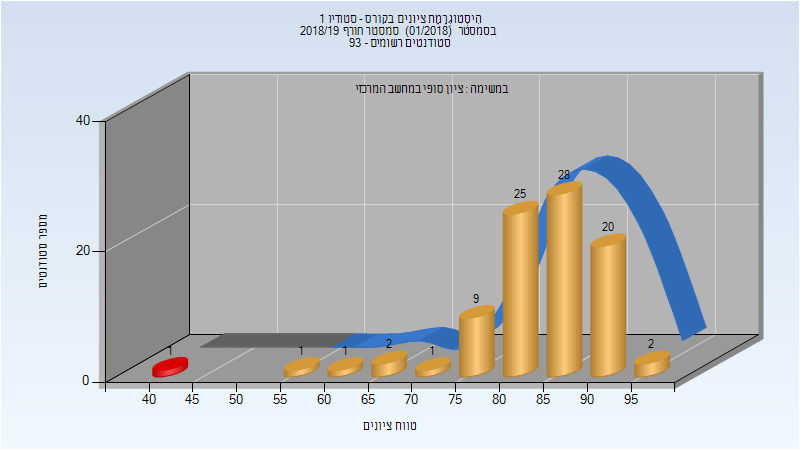 היסטוגרמת ציונים בקורס - סטודיו 1
בסמסטר (01/2018) סמסטר חורף 2018/19
סטודנטים רשומים - 93
במשימה : ציון סופי במחשב המרכזי
מספר סטודנטים
40
20
0
1
1
1
2
1
9
25
28
20
2
40 45 50 55 60 65 70 75 80 85 90 95
טווח ציונים